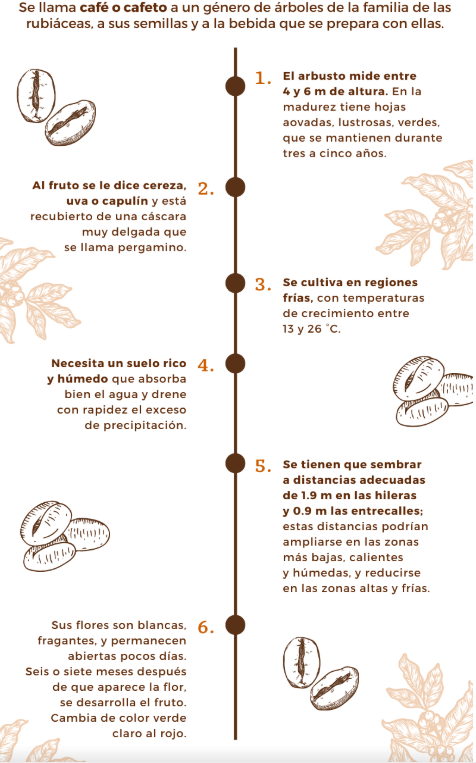 Se llama café o cafeto a un género de árboles de la familia de las
rubiáceas, a sus semillas y a la bebida que se prepara con ellas.
1.
El arbusto mide entre
4 y 6 m de altura. En la
madurez tiene hojas
aovadas, lustrosas, verdes,
que se mantienen durante
tres a cinco años.
2.
Al fruto se le dice cereza,
uva o capulín y está
recubierto de una cáscara
muy delgada que
se llama pergamino.
3.
Se cultiva en regiones
frías, con temperaturas
de crecimiento entre
13 y 26 °C.
4.
Necesita un suelo rico
y húmedo que absorba
bien el agua y drene
con rapidez el exceso
de precipitación.
5.
Se tienen que sembrar
a distancias adecuadas
de 1.9 m en las hileras
y 0.9 m las entrecalles;
estas distancias podrían
ampliarse en las zonas
más bajas, calientes
y húmedas, y reducirse
en las zonas altas y frías.
6.
Sus flores son blancas,
fragantes, y permanecen
abiertas pocos días.
Seis o siete meses después
de que aparece la flor,
se desarrolla el fruto.
Cambia de color verde
claro al rojo.